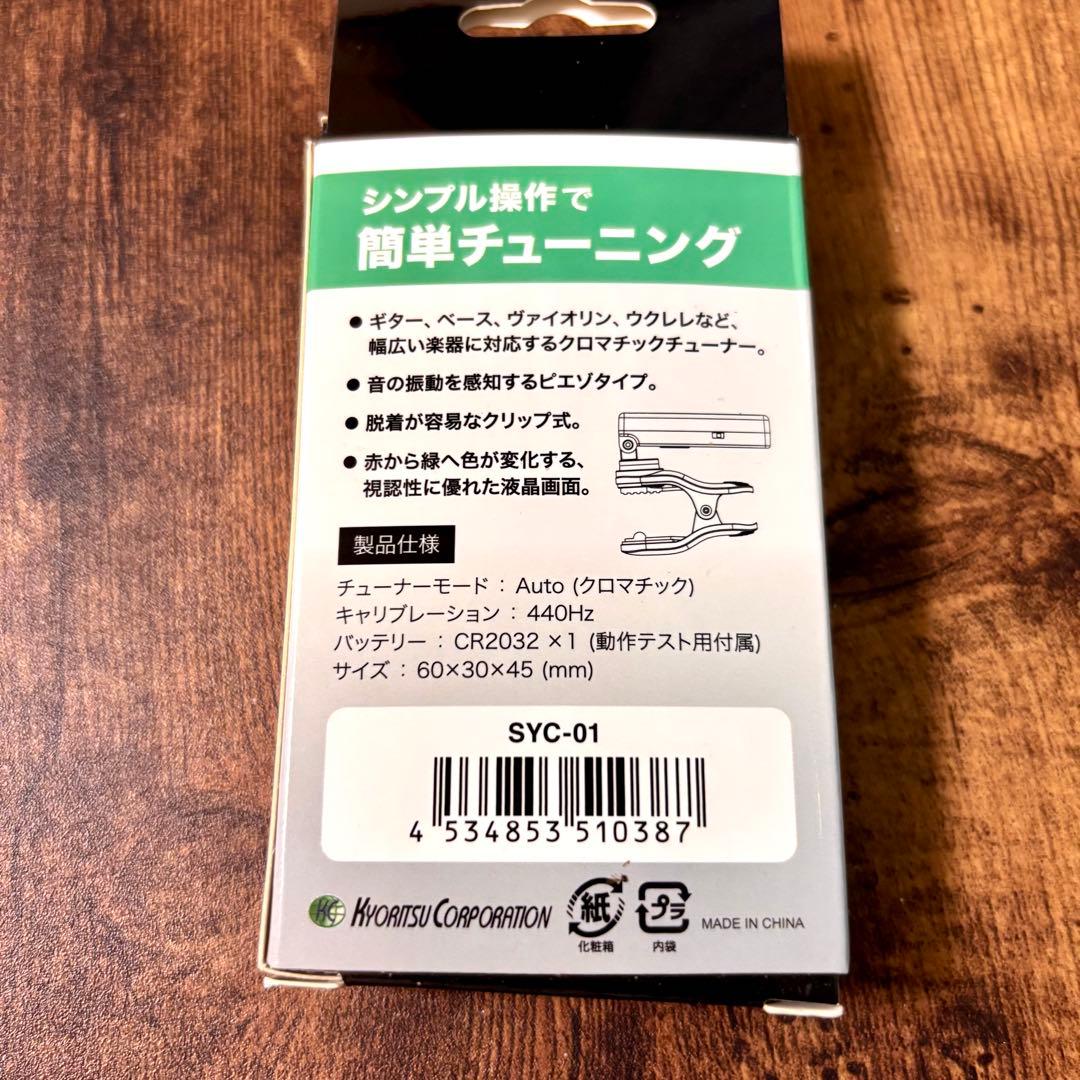 シンプル操作で
簡単チューニング
● ギター、ベース、ヴァイオリン、ウクレレなど、
幅広い楽器に対応するクロマチックチューナー。
● 音の振動を感知するピエゾタイプ。
● 脱着が容易なクリップ式。
● 赤から緑へ色が変化する、
視認性に優れた液晶画面。
製品仕様
チューナーモード : Auto (クロマチック)
キャリブレーション : 440Hz
バッテリー : CR2032 ×1 (動作テスト用付属)
サイズ : 60×30×45 (mm)
SYC-01
4 534853 510387
KC KYORITSU CORPORATION
紙
化粧箱
プラ
内袋
MADE IN CHINA